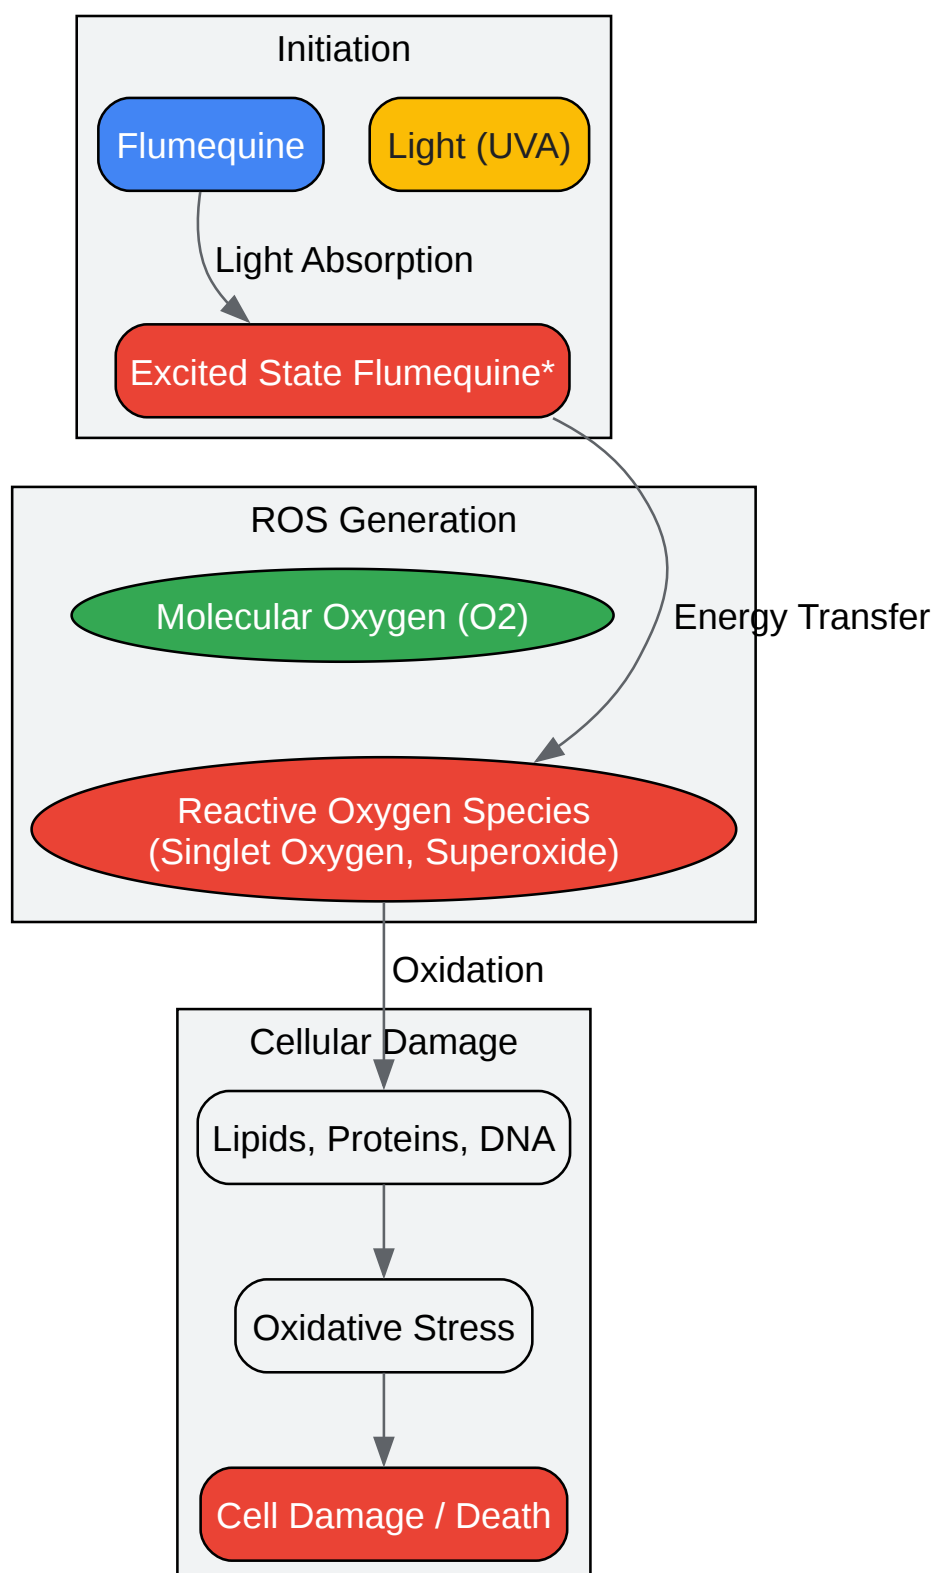 Initiation
Flumequine
Light (UVA)
Light Absorption
Excited State Flumequine*
ROS Generation
Molecular Oxygen (O2)
Energy Transfer
Reactive Oxygen Species
(Singlet Oxygen, Superoxide)
Oxidation
Cellular Damage
Lipids, Proteins, DNA
Oxidative Stress
Cell Damage / Death